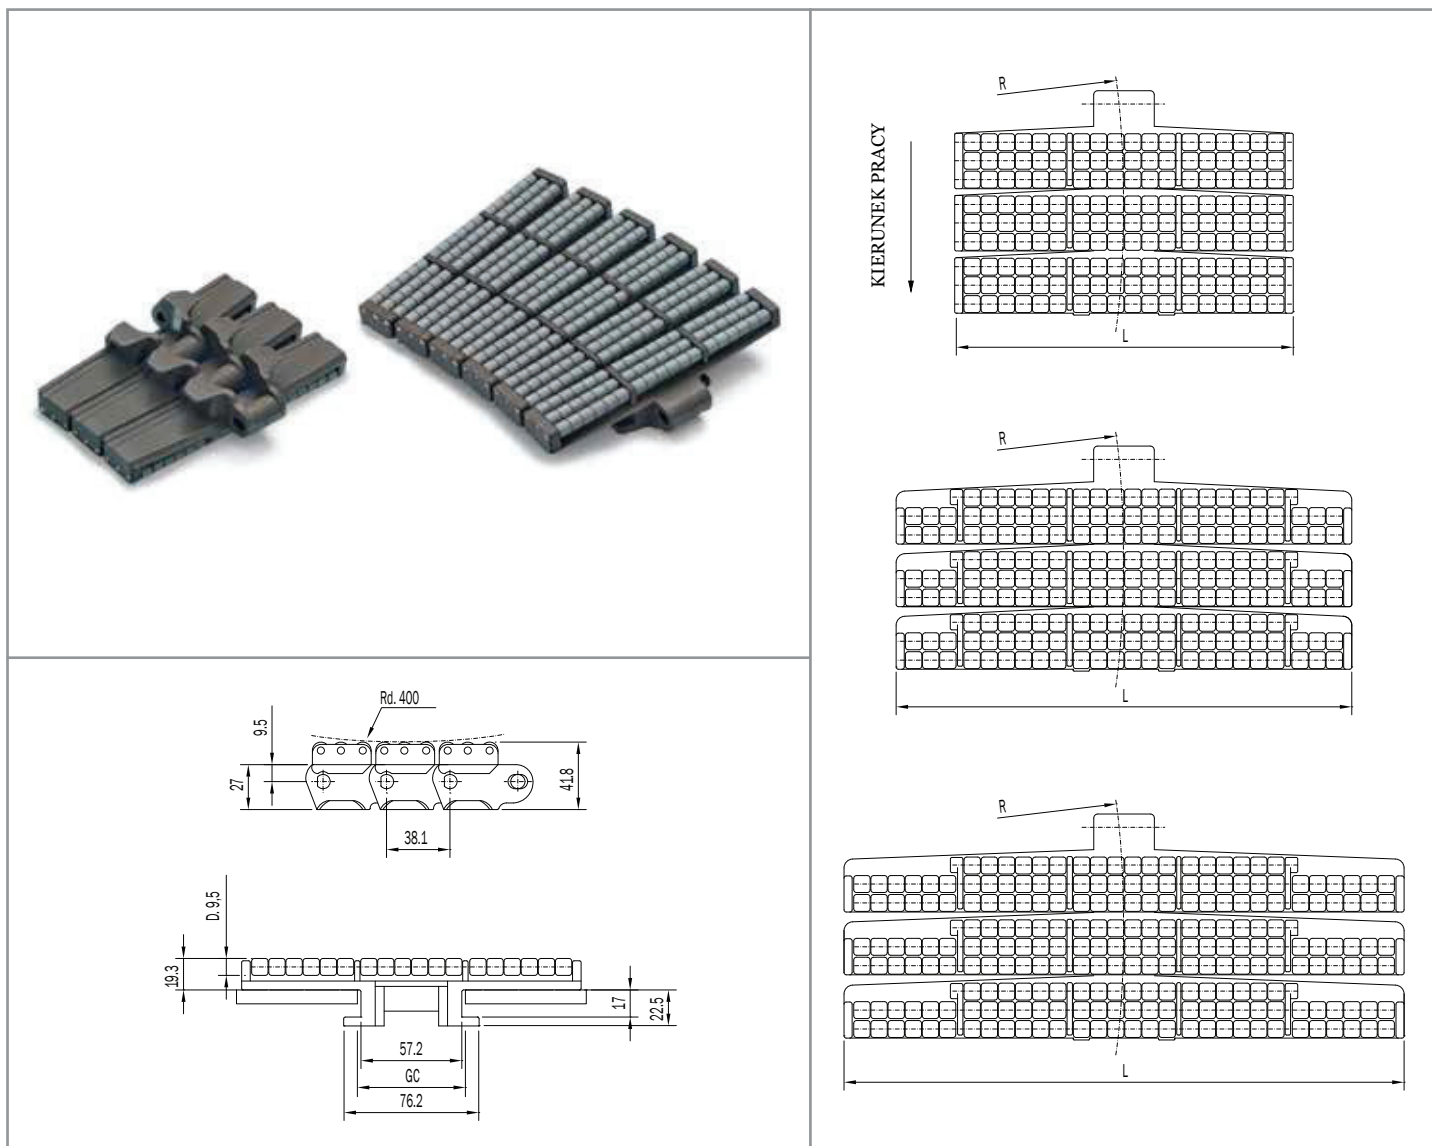 R
KIERUNEK PRACY
L
R
L
R
L
Rd. 400
9.5
27
41.8
38.1
D. 9,5
19.3
17
22.5
57.2
GC
76.2